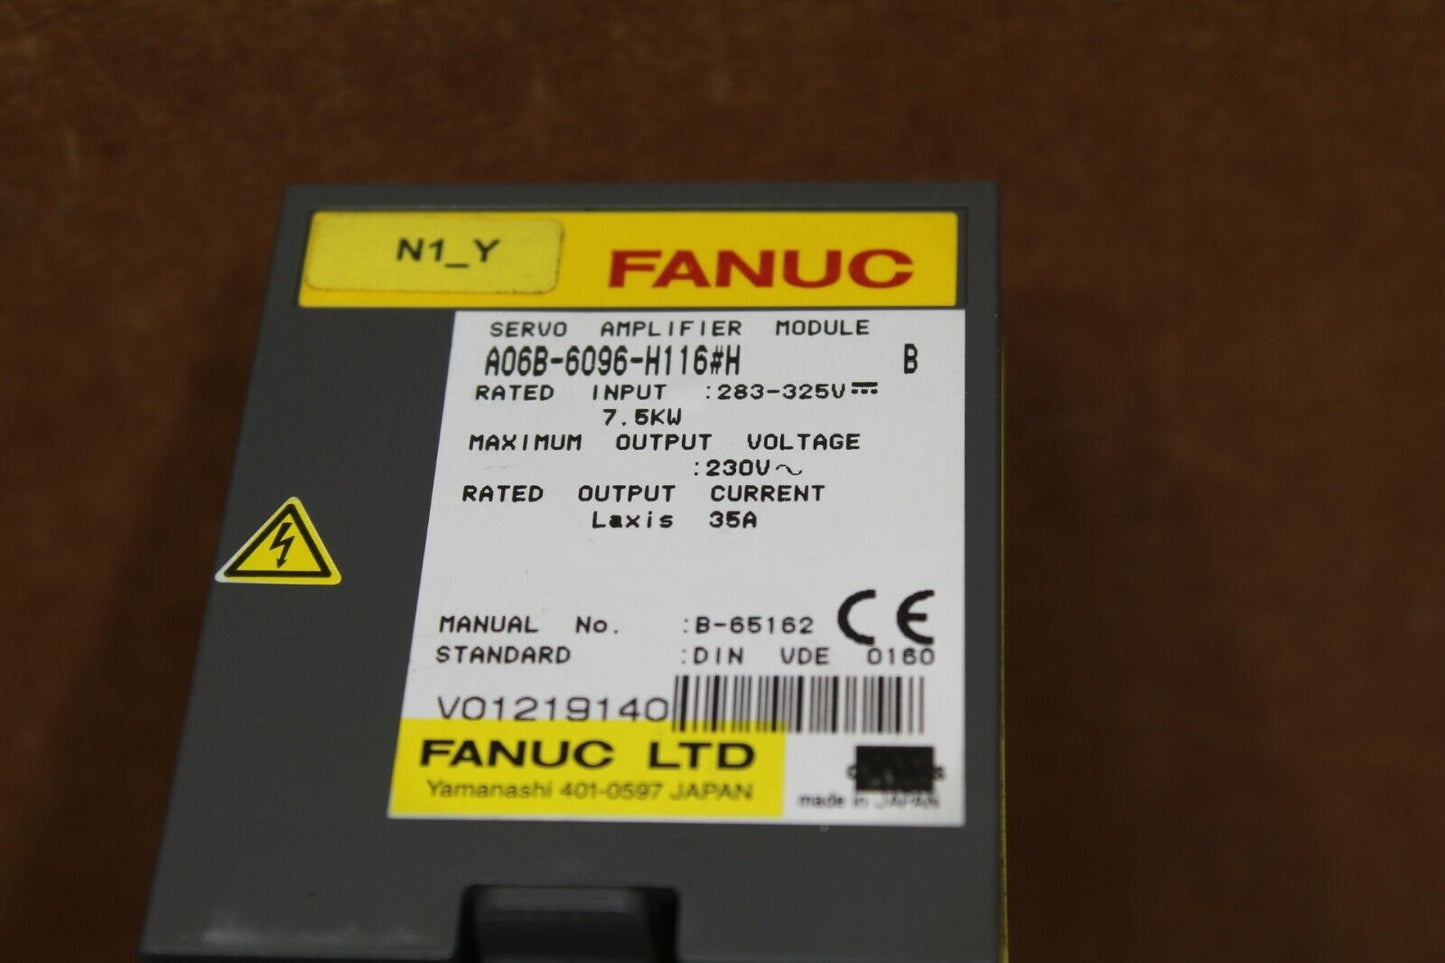 N1_Y
FANUC
SERVO AMPLIFIER MODULE
A06B-6096-H116#H B
RATED INPUT :283-325V⎓
7.5KW
MAXIMUM OUTPUT VOLTAGE
:230V～
RATED OUTPUT CURRENT
Laxis 35A
MANUAL No. :B-65162 CE
STANDARD :DIN VDE 0160
V01219140
FANUC LTD
Yamanashi 401-0597 JAPAN
made in JAPAN